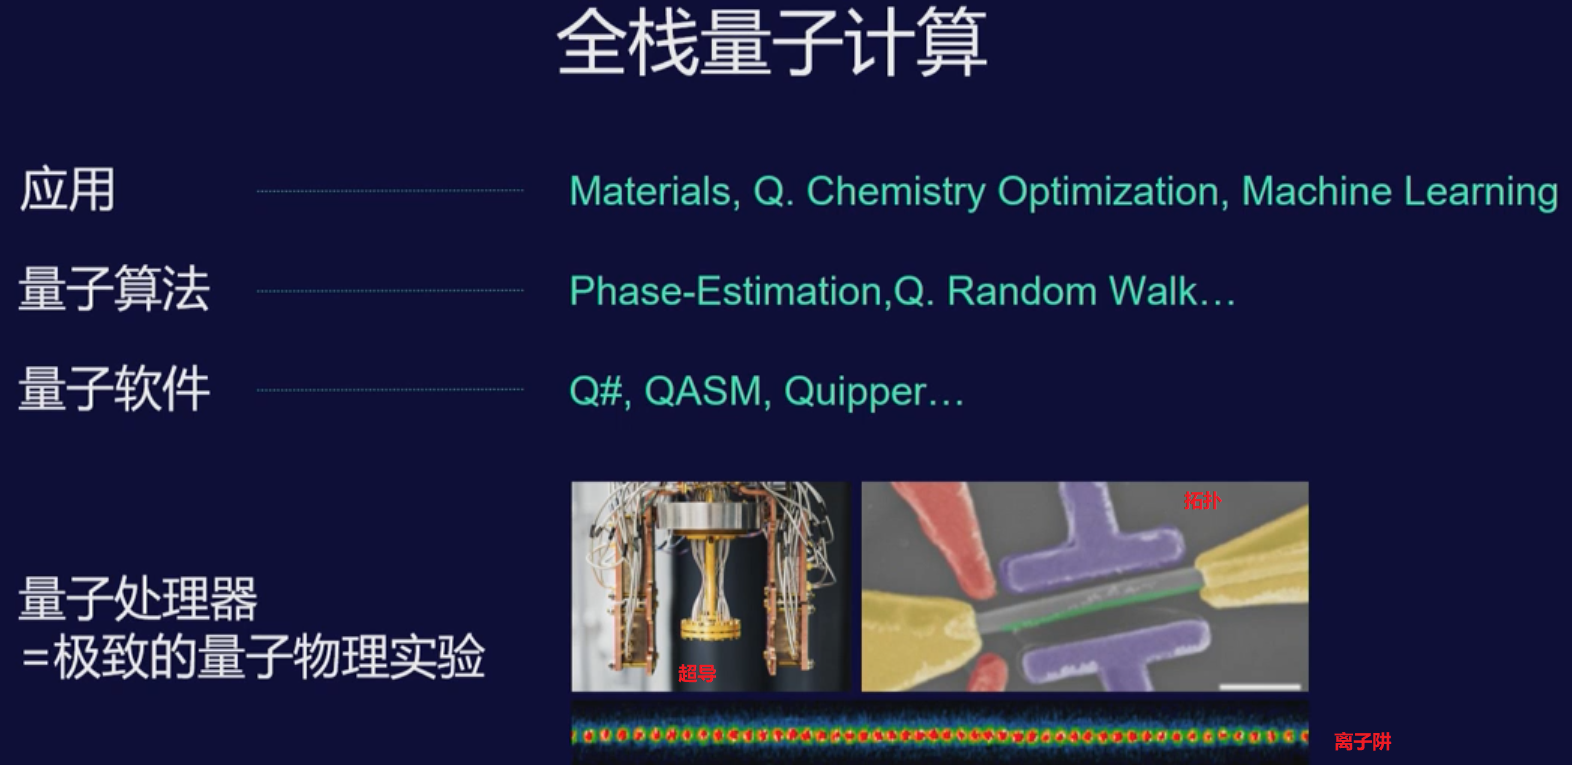 全栈量子计算
应用 Materials, Q. Chemistry Optimization, Machine Learning
量子算法 Phase-Estimation,Q. Random Walk…
量子软件 Q#, QASM, Quipper…
拓扑
量子处理器
=极致的量子物理实验
超导
离子阱